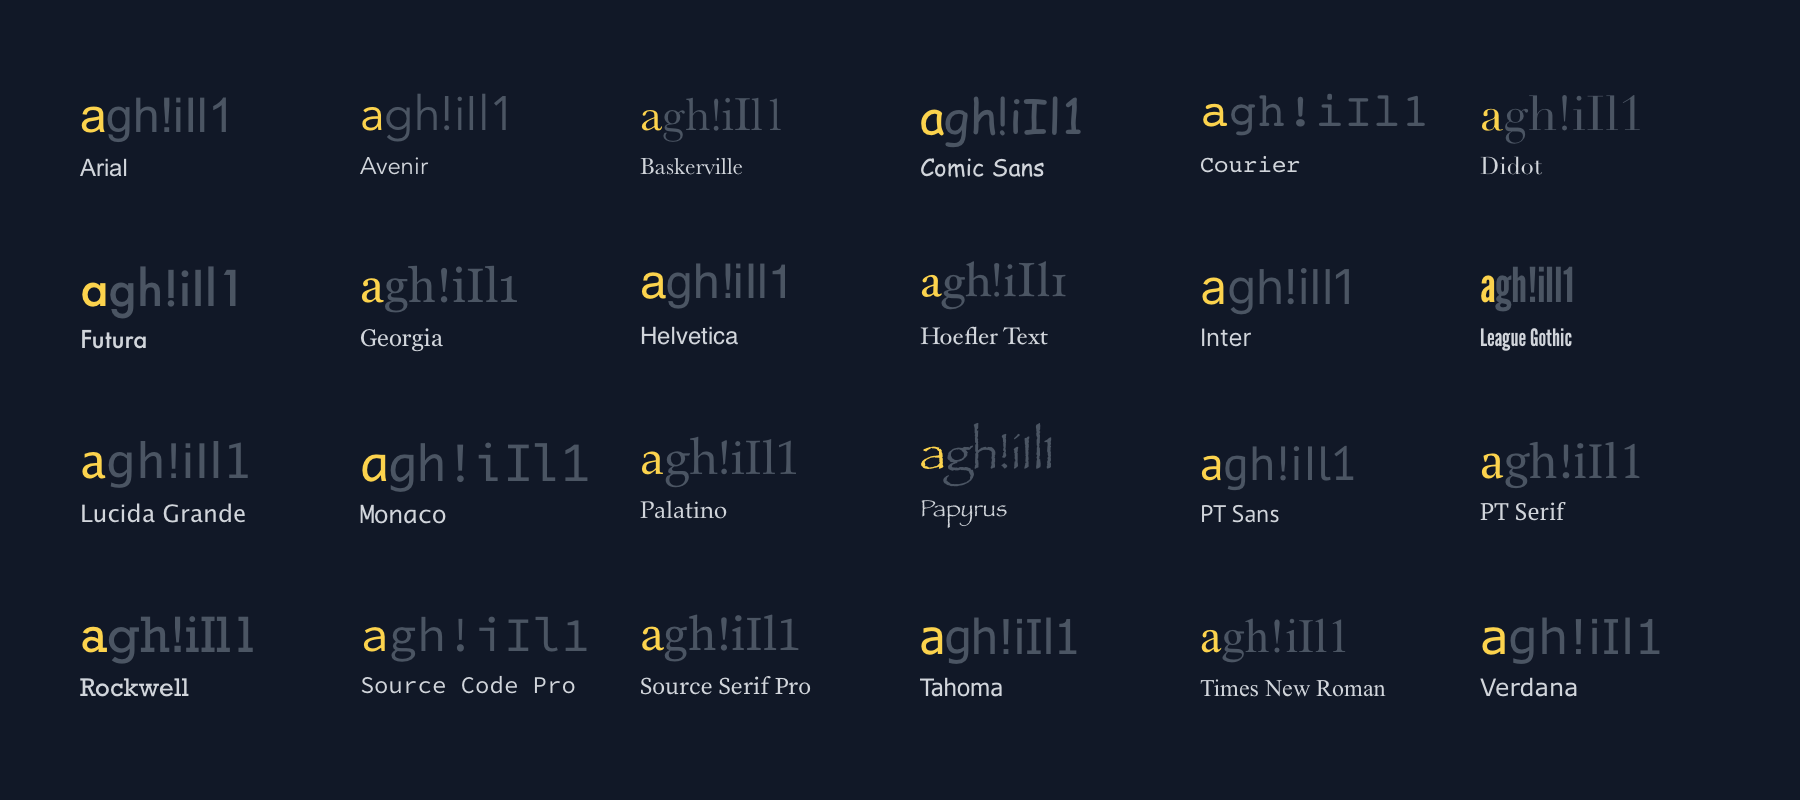 agh!iIl1 agh!iIl1 agh!iIl1 agh!iIl1 agh!iIl1 agh!iIl1
Arial Avenir Baskerville Comic Sans Courier Didot
agh!iIl1 agh!iIl1 agh!iIl1 agh!iIl1 agh!iIl1 agh!iIl1
Futura Georgia Helvetica Hoefler Text Inter League Gothic
agh!iIl1 agh!iIl1 agh!iIl1 agh!iIl1 agh!iIl1 agh!iIl1
Lucida Grande Monaco Palatino Papyrus PT Sans PT Serif
agh!iIl1 agh!iIl1 agh!iIl1 agh!iIl1 agh!iIl1 agh!iIl1
Rockwell Source Code Pro Source Serif Pro Tahoma Times New Roman Verdana